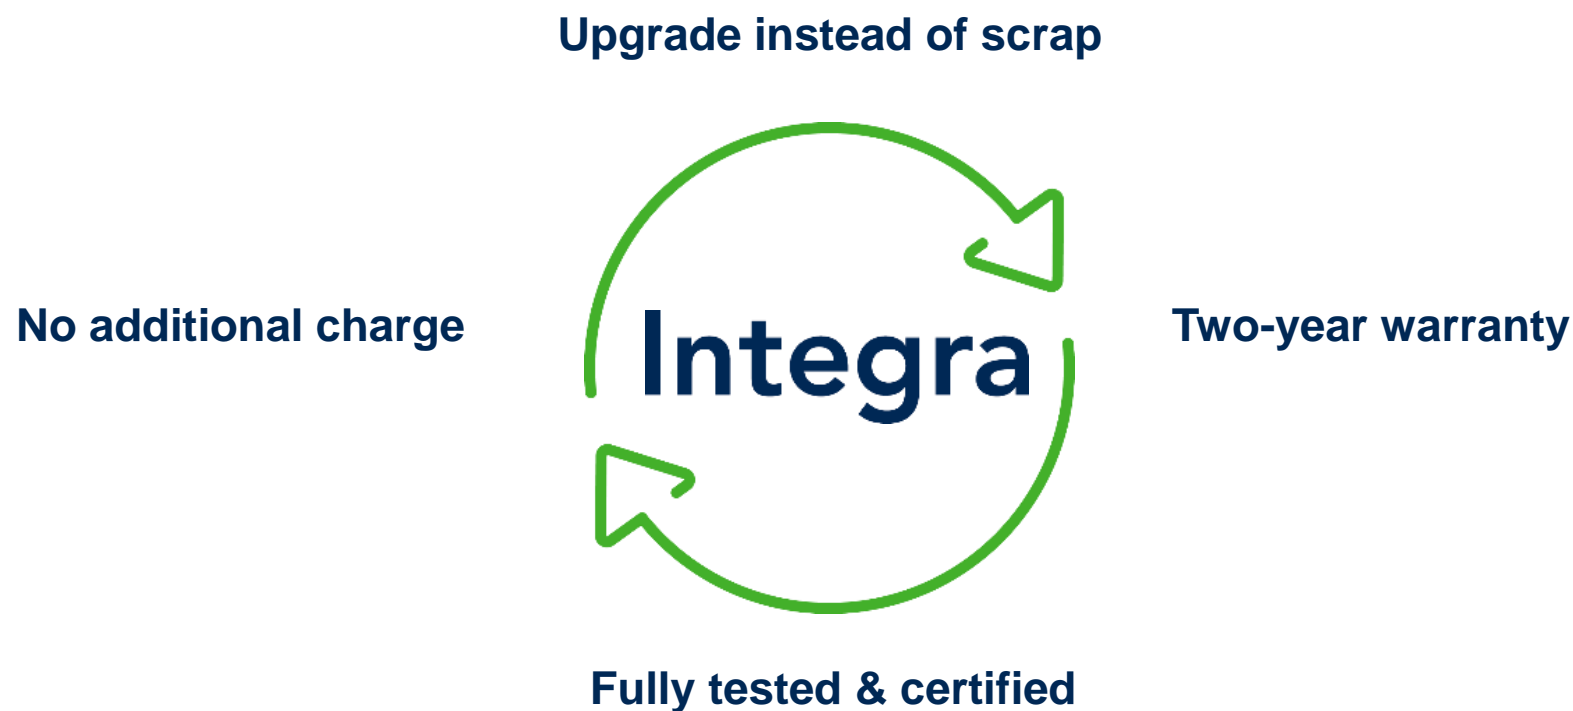 Upgrade instead of scrap
No additional charge
Integra
Two-year warranty
Fully tested & certified